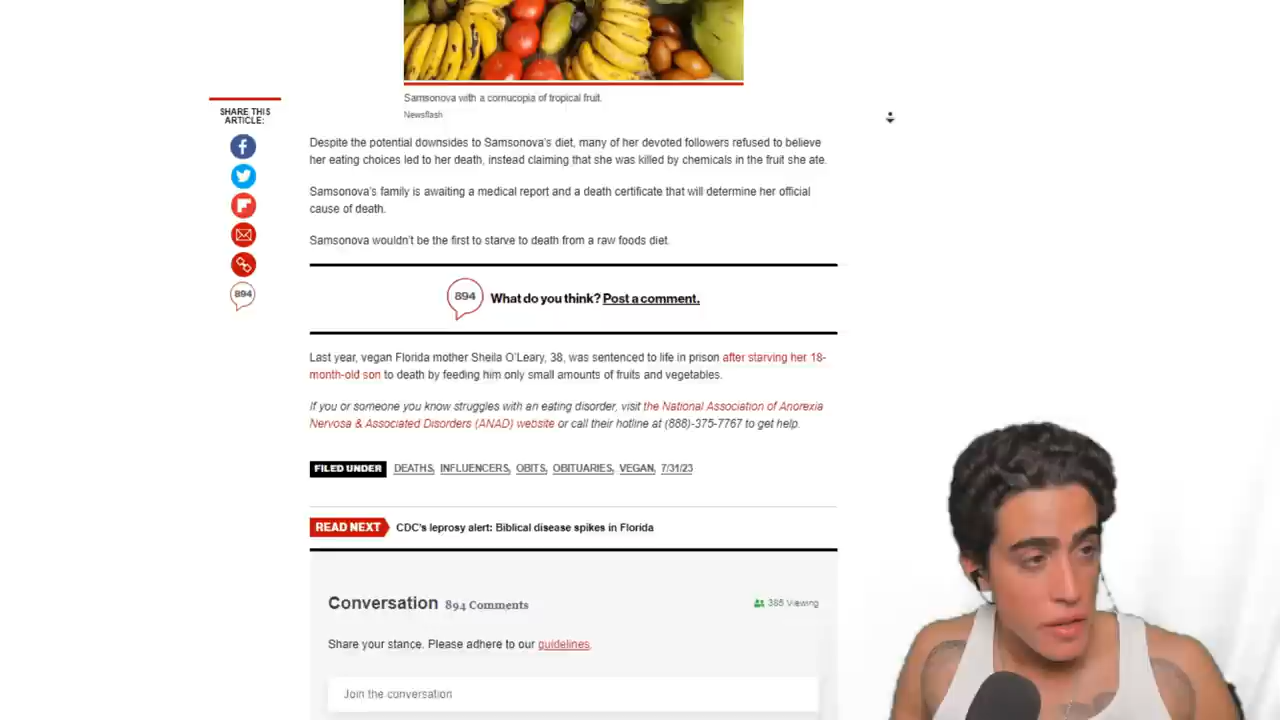 Samsonova with a cornucopia of tropical fruit.
Newsflash
SHARE THIS
ARTICLE:
894
Despite the potential downsides to Samsonova's diet, many of her devoted followers refused to believe
her eating choices led to her death, instead claiming that she was killed by chemicals in the fruit she ate.
Samsonova's family is awaiting a medical report and a death certificate that will determine her official
cause of death.
Samsonova wouldn't be the first to starve to death from a raw foods diet.
894 What do you think? Post a comment.
Last year, vegan Florida mother Sheila O'Leary, 38, was sentenced to life in prison after starving her 18-
month-old son to death by feeding him only small amounts of fruits and vegetables.
If you or someone you know struggles with an eating disorder, visit the National Association of Anorexia
Nervosa & Associated Disorders (ANAD) website or call their hotline at (888)-375-7767 to get help.
FILED UNDER DEATHS, INFLUENCERS, OBITS, OBITUARIES, VEGAN, 7/31/23
READ NEXT CDC's leprosy alert: Biblical disease spikes in Florida
Conversation 894 Comments
385 Viewing
Share your stance. Please adhere to our guidelines.
Join the conversation